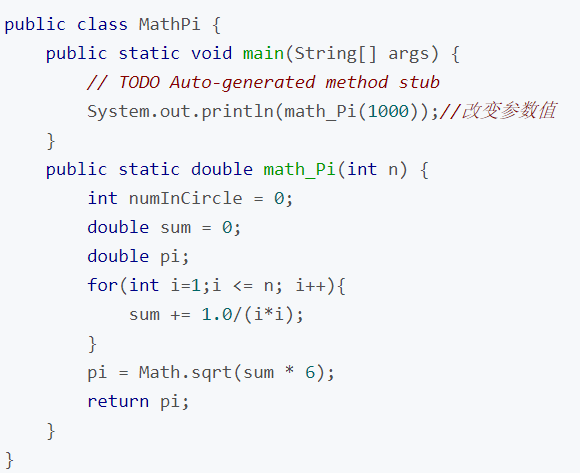 public class MathPi {
    public static void main(String[] args) {
        // TODO Auto-generated method stub
        System.out.println(math_Pi(1000));//改变参数值
    }
    public static double math_Pi(int n) {
        int numInCircle = 0;
        double sum = 0;
        double pi;
        for(int i=1;i <= n; i++){
            sum += 1.0/(i*i);
        }
        pi = Math.sqrt(sum * 6);
        return pi;
    }
}